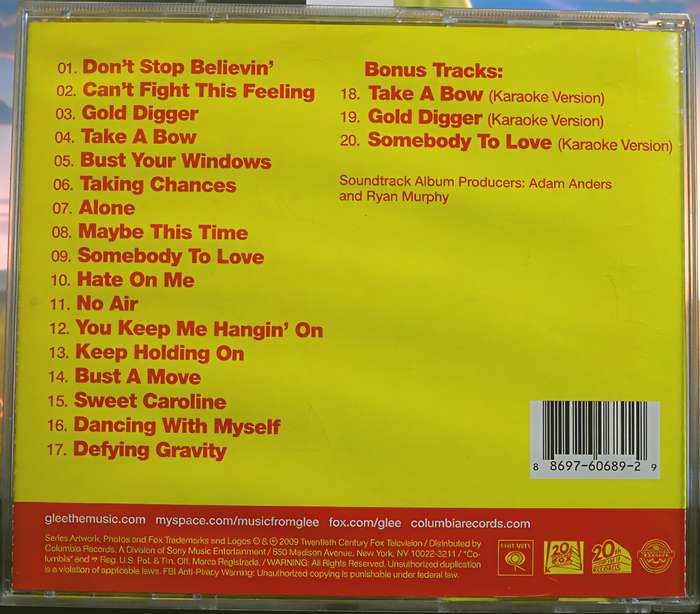 01. Don't Stop Believin'
02. Can't Fight This Feeling
03. Gold Digger
04. Take A Bow
05. Bust Your Windows
06. Taking Chances
07. Alone
08. Maybe This Time
09. Somebody To Love
10. Hate On Me
11. No Air
12. You Keep Me Hangin' On
13. Keep Holding On
14. Bust A Move
15. Sweet Caroline
16. Dancing With Myself
17. Defying Gravity
Bonus Tracks:
18. Take A Bow (Karaoke Version)
19. Gold Digger (Karaoke Version)
20. Somebody To Love (Karaoke Version)
Soundtrack Album Producers: Adam Anders
and Ryan Murphy
8 8697-60689-2 9
gleethemusic.com myspace.com/musicfromglee fox.com/glee columbiarecords.com
Series Artwork, Photos and Fox Trademarks and Logos © & ℗ 2009 Twentieth Century Fox Television / Distributed by
Columbia Records, A Division of Sony Music Entertainment / 550 Madison Avenue, New York, NY 10022-3211 / "Co-
lumbia" and Reg. U.S. Pat. & Tm. Off. Marca Registrada. / WARNING: All Rights Reserved. Unauthorized duplication
is a violation of applicable laws. FBI Anti-Piracy Warning: Unauthorized copying is punishable under federal law.
20th
RECORDS